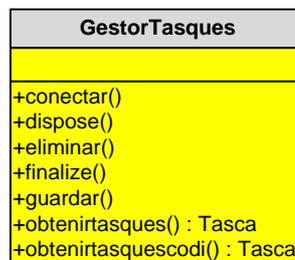 GestorTasques
+conectar()
+dispose()
+eliminar()
+finalize()
+guardar()
+obtenirtasques() : Tasca
+obtenirtasquescodi() : Tasca